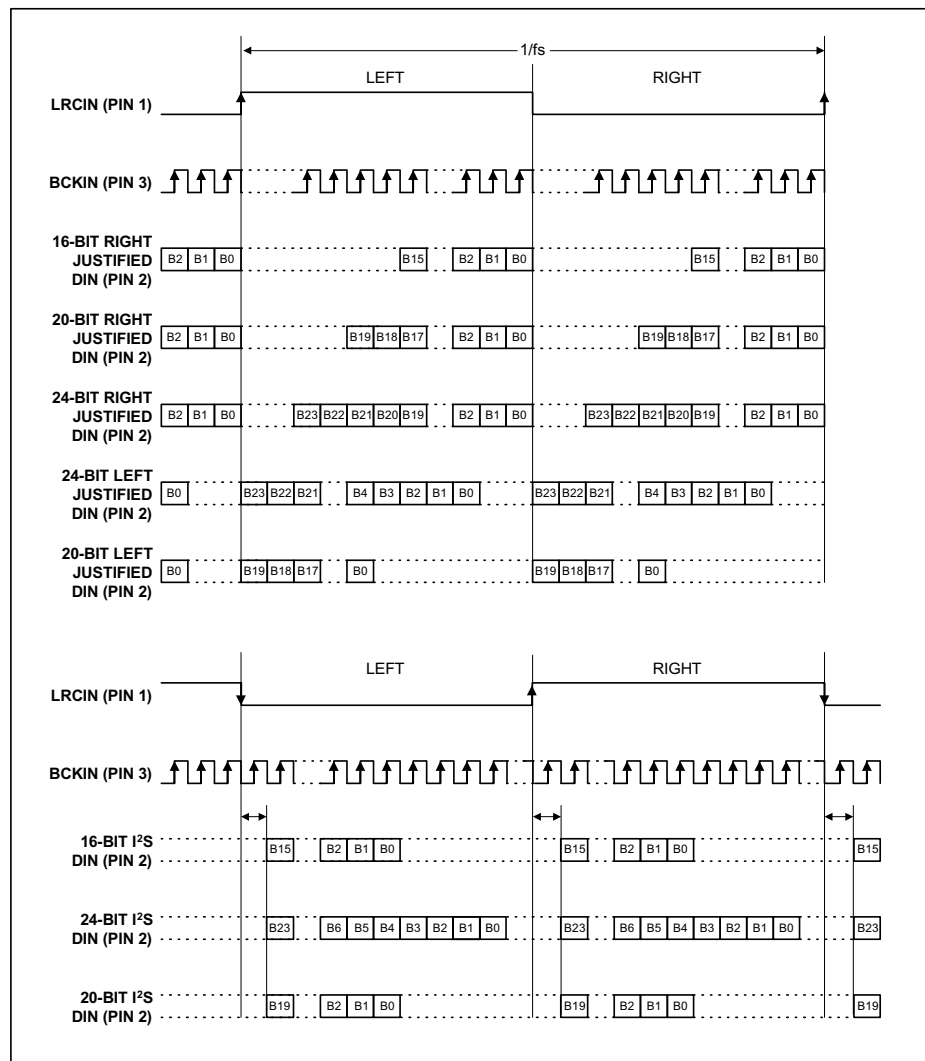 1/fs
LEFT RIGHT
LRCIN (PIN 1)
BCKIN (PIN 3)
16-BIT RIGHT
JUSTIFIED
DIN (PIN 2)
B2 B1 B0 B15 B2 B1 B0 B15 B2 B1 B0
20-BIT RIGHT
JUSTIFIED
DIN (PIN 2)
B2 B1 B0 B19 B18 B17 B2 B1 B0 B19 B18 B17 B2 B1 B0
24-BIT RIGHT
JUSTIFIED
DIN (PIN 2)
B2 B1 B0 B23 B22 B21 B20 B19 B2 B1 B0 B23 B22 B21 B20 B19 B2 B1 B0
24-BIT LEFT
JUSTIFIED
DIN (PIN 2)
B0 B23 B22 B21 B4 B3 B2 B1 B0 B23 B22 B21 B4 B3 B2 B1 B0
20-BIT LEFT
JUSTIFIED
DIN (PIN 2)
B0 B19 B18 B17 B0 B19 B18 B17 B0
LEFT RIGHT
LRCIN (PIN 1)
BCKIN (PIN 3)
16-BIT I²S
DIN (PIN 2)
B15 B2 B1 B0 B15 B2 B1 B0 B15
24-BIT I²S
DIN (PIN 2)
B23 B6 B5 B4 B3 B2 B1 B0 B23 B6 B5 B4 B3 B2 B1 B0 B23
20-BIT I²S
DIN (PIN 2)
B19 B2 B1 B0 B19 B2 B1 B0 B19